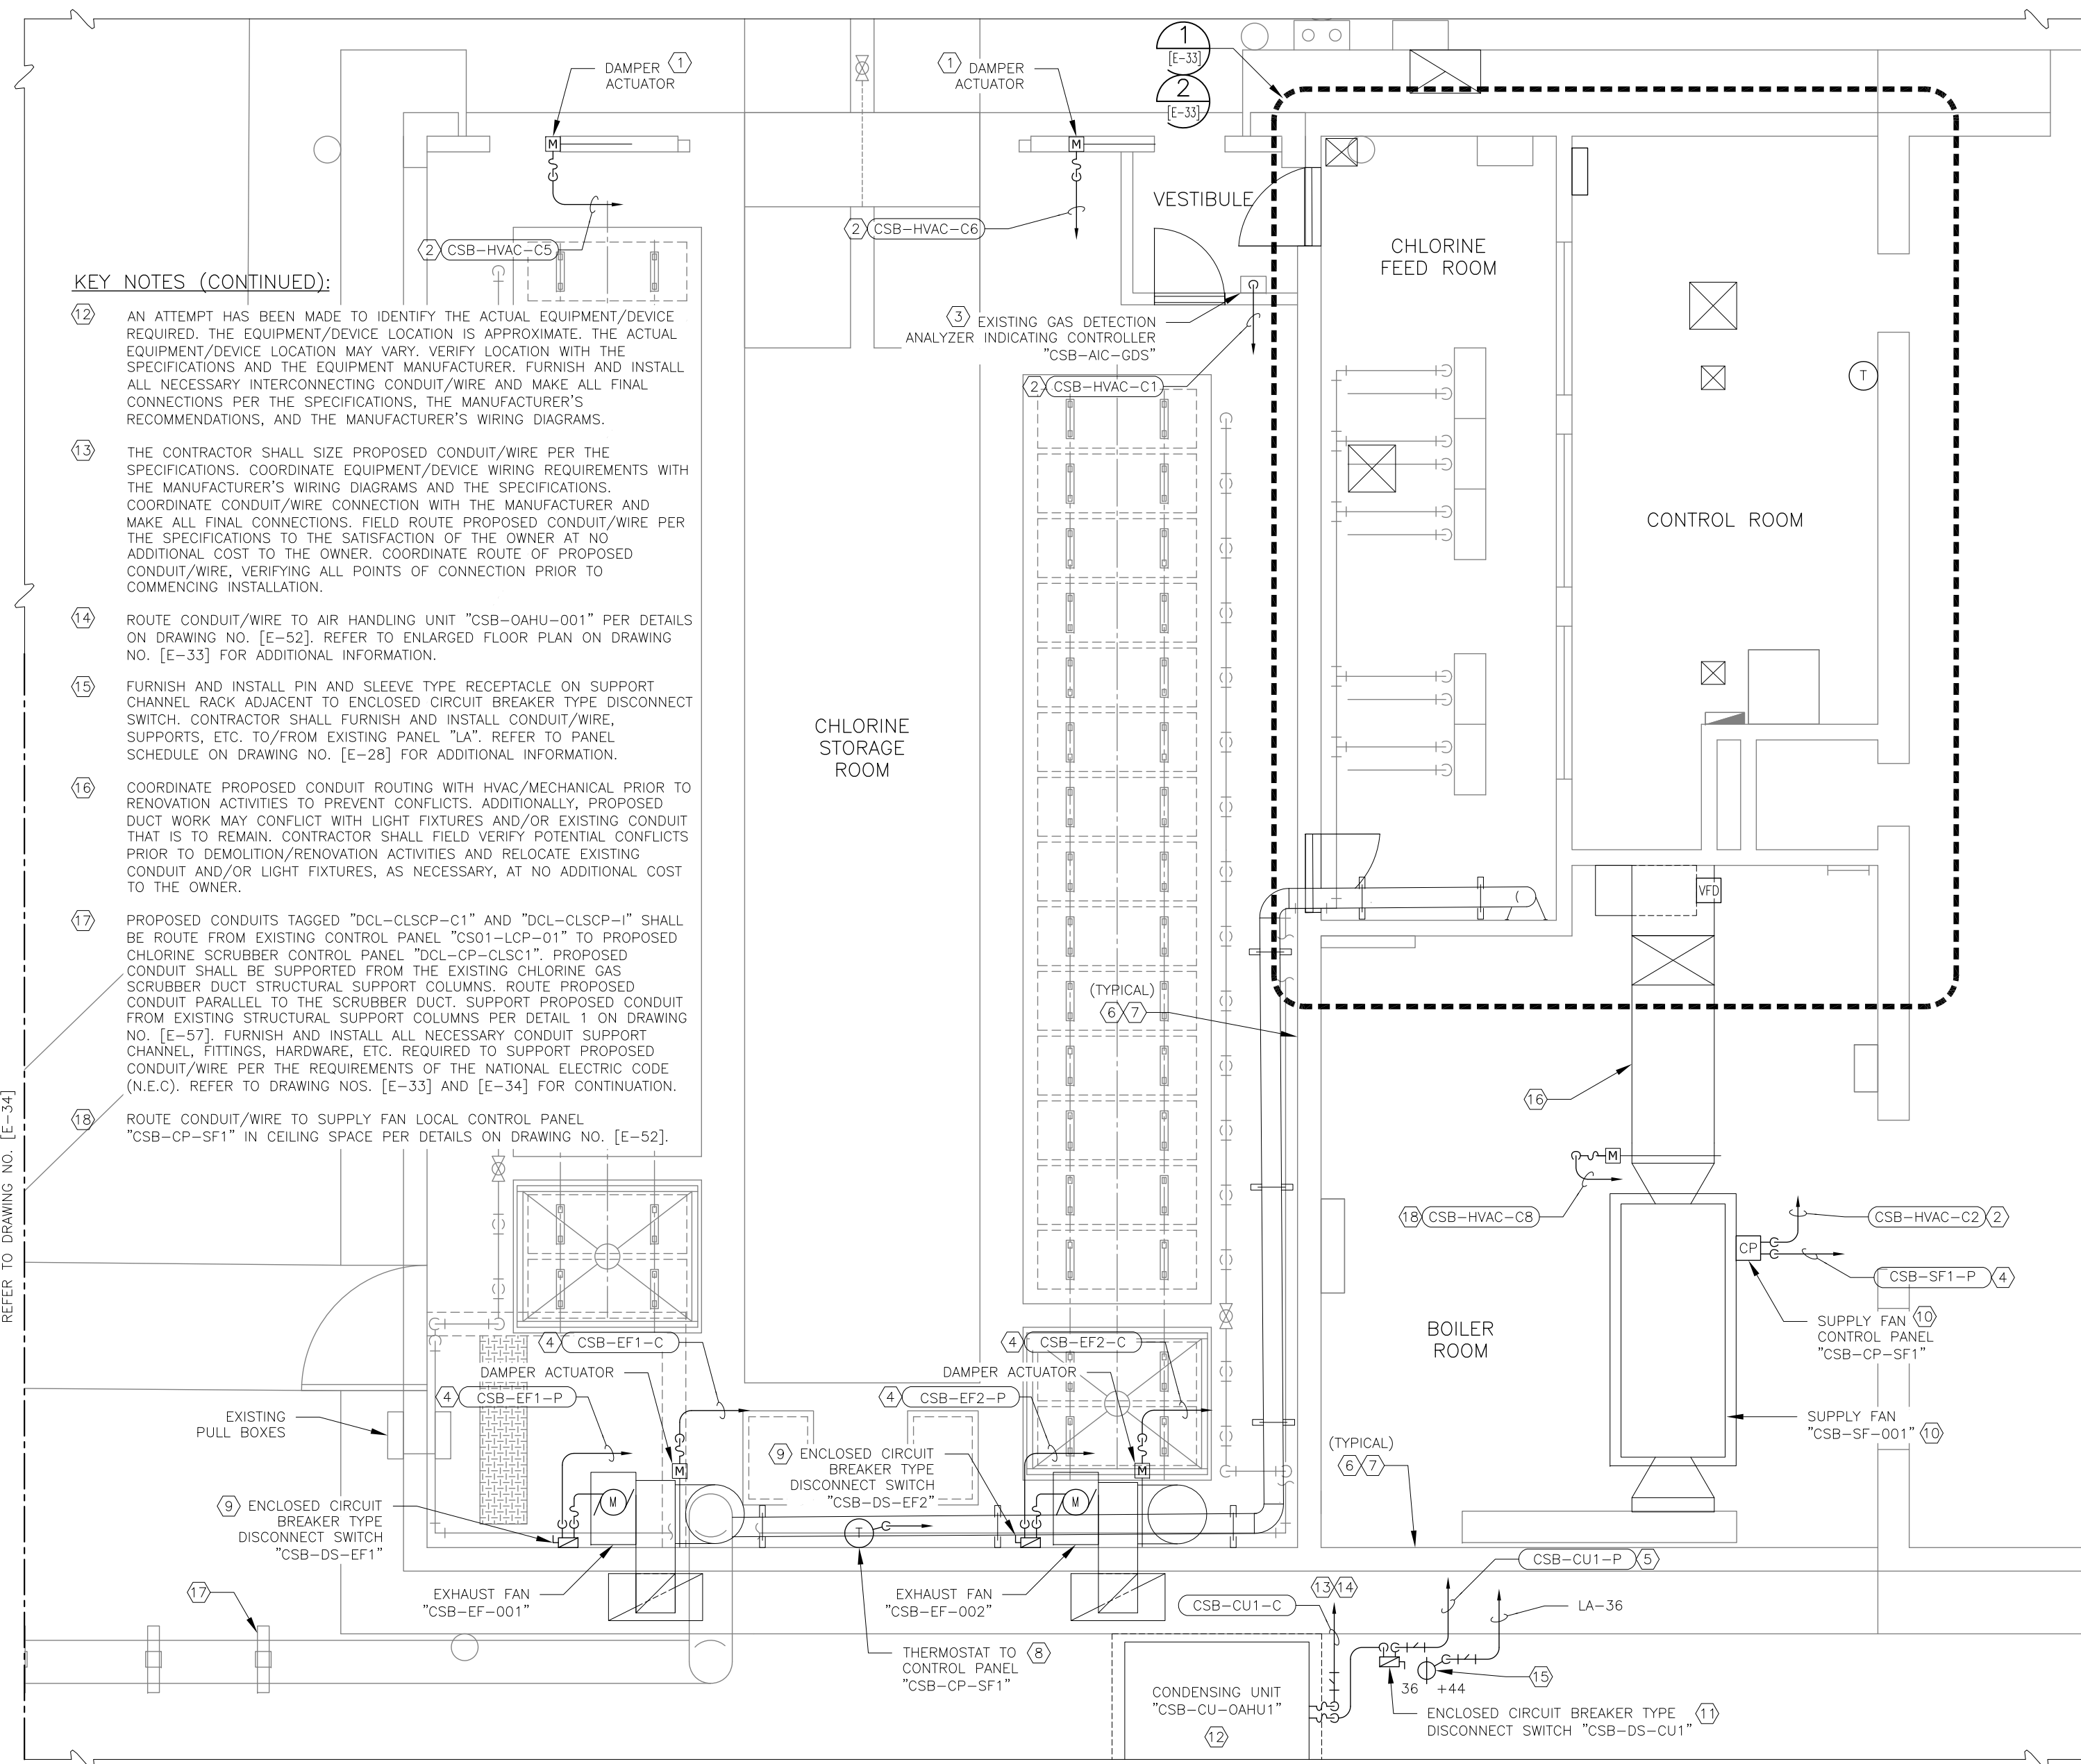 1
[E-33]
2
[E-33]
DAMPER 1
ACTUATOR
1 DAMPER
ACTUATOR
M
M
VESTIBULE
2 CSB-HVAC-C5
2 CSB-HVAC-C6
CHLORINE
FEED ROOM
3 EXISTING GAS DETECTION
ANALYZER INDICATING CONTROLLER
"CSB-AIC-GDS"
2 CSB-HVAC-C1
T
CONTROL ROOM
KEY NOTES (CONTINUED):
12 AN ATTEMPT HAS BEEN MADE TO IDENTIFY THE ACTUAL EQUIPMENT/DEVICE
REQUIRED. THE EQUIPMENT/DEVICE LOCATION IS APPROXIMATE. THE ACTUAL
EQUIPMENT/DEVICE LOCATION MAY VARY. VERIFY LOCATION WITH THE
SPECIFICATIONS AND THE EQUIPMENT MANUFACTURER. FURNISH AND INSTALL
ALL NECESSARY INTERCONNECTING CONDUIT/WIRE AND MAKE ALL FINAL
CONNECTIONS PER THE SPECIFICATIONS, THE MANUFACTURER'S
RECOMMENDATIONS, AND THE MANUFACTURER'S WIRING DIAGRAMS.
13 THE CONTRACTOR SHALL SIZE PROPOSED CONDUIT/WIRE PER THE
SPECIFICATIONS. COORDINATE EQUIPMENT/DEVICE WIRING REQUIREMENTS WITH
THE MANUFACTURER'S WIRING DIAGRAMS AND THE SPECIFICATIONS.
COORDINATE CONDUIT/WIRE CONNECTION WITH THE MANUFACTURER AND
MAKE ALL FINAL CONNECTIONS. FIELD ROUTE PROPOSED CONDUIT/WIRE PER
THE SPECIFICATIONS TO THE SATISFACTION OF THE OWNER AT NO
ADDITIONAL COST TO THE OWNER. COORDINATE ROUTE OF PROPOSED
CONDUIT/WIRE, VERIFYING ALL POINTS OF CONNECTION PRIOR TO
COMMENCING INSTALLATION.
14 ROUTE CONDUIT/WIRE TO AIR HANDLING UNIT "CSB-OAHU-001" PER DETAILS
ON DRAWING NO. [E-52]. REFER TO ENLARGED FLOOR PLAN ON DRAWING
NO. [E-33] FOR ADDITIONAL INFORMATION.
15 FURNISH AND INSTALL PIN AND SLEEVE TYPE RECEPTACLE ON SUPPORT
CHANNEL RACK ADJACENT TO ENCLOSED CIRCUIT BREAKER TYPE DISCONNECT
SWITCH. CONTRACTOR SHALL FURNISH AND INSTALL CONDUIT/WIRE,
SUPPORTS, ETC. TO/FROM EXISTING PANEL "LA". REFER TO PANEL
SCHEDULE ON DRAWING NO. [E-28] FOR ADDITIONAL INFORMATION.
16 COORDINATE PROPOSED CONDUIT ROUTING WITH HVAC/MECHANICAL PRIOR TO
RENOVATION ACTIVITIES TO PREVENT CONFLICTS. ADDITIONALLY, PROPOSED
DUCT WORK MAY CONFLICT WITH LIGHT FIXTURES AND/OR EXISTING CONDUIT
THAT IS TO REMAIN. CONTRACTOR SHALL FIELD VERIFY POTENTIAL CONFLICTS
PRIOR TO DEMOLITION/RENOVATION ACTIVITIES AND RELOCATE EXISTING
CONDUIT AND/OR LIGHT FIXTURES, AS NECESSARY, AT NO ADDITIONAL COST
TO THE OWNER.
17 PROPOSED CONDUITS TAGGED "DCL-CLSCP-C1" AND "DCL-CLSCP-I" SHALL
BE ROUTE FROM EXISTING CONTROL PANEL "CS01-LCP-01" TO PROPOSED
CHLORINE SCRUBBER CONTROL PANEL "DCL-CP-CLSC1". PROPOSED
CONDUIT SHALL BE SUPPORTED FROM THE EXISTING CHLORINE GAS
SCRUBBER DUCT STRUCTURAL SUPPORT COLUMNS. ROUTE PROPOSED
CONDUIT PARALLEL TO THE SCRUBBER DUCT. SUPPORT PROPOSED CONDUIT
FROM EXISTING STRUCTURAL SUPPORT COLUMNS PER DETAIL 1 ON DRAWING
NO. [E-57]. FURNISH AND INSTALL ALL NECESSARY CONDUIT SUPPORT
CHANNEL, FITTINGS, HARDWARE, ETC. REQUIRED TO SUPPORT PROPOSED
CONDUIT/WIRE PER THE REQUIREMENTS OF THE NATIONAL ELECTRIC CODE
(N.E.C). REFER TO DRAWING NOS. [E-33] AND [E-34] FOR CONTINUATION.
18 ROUTE CONDUIT/WIRE TO SUPPLY FAN LOCAL CONTROL PANEL
"CSB-CP-SF1" IN CEILING SPACE PER DETAILS ON DRAWING NO. [E-52].
REFER TO DRAWING NO. [E-34]
CHLORINE
STORAGE
ROOM
VFD
(TYPICAL)
6 7
16
M
18 CSB-HVAC-C8
CSB-HVAC-C2 2
CP
CSB-SF1-P 4
SUPPLY FAN 10
CONTROL PANEL
"CSB-CP-SF1"
BOILER
ROOM
SUPPLY FAN
"CSB-SF-001" 10
(TYPICAL)
6 7
4 CSB-EF1-C
DAMPER ACTUATOR
4 CSB-EF1-P
4 CSB-EF2-C
DAMPER ACTUATOR
4 CSB-EF2-P
EXISTING
PULL BOXES
M
M
M
M
9 ENCLOSED CIRCUIT
BREAKER TYPE
DISCONNECT SWITCH
"CSB-DS-EF2"
9 ENCLOSED CIRCUIT
BREAKER TYPE
DISCONNECT SWITCH
"CSB-DS-EF1"
T
17
EXHAUST FAN
"CSB-EF-001"
EXHAUST FAN
"CSB-EF-002"
THERMOSTAT TO 8
CONTROL PANEL
"CSB-CP-SF1"
CSB-CU1-P 5
13 14
CSB-CU1-C
LA-36
15
36 +44
CONDENSING UNIT
"CSB-CU-OAHU1"
12
ENCLOSED CIRCUIT BREAKER TYPE 11
DISCONNECT SWITCH "CSB-DS-CU1"